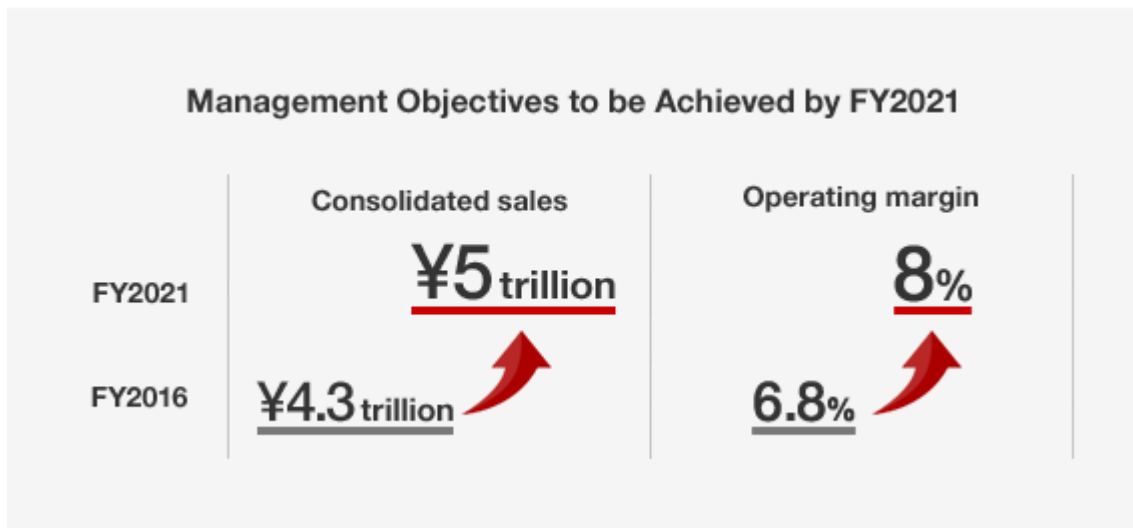 Management Objectives to be Achieved by FY2021
Consolidated sales
Operating margin
FY2021
¥5 trillion
8%
FY2016
¥4.3 trillion
6.8%